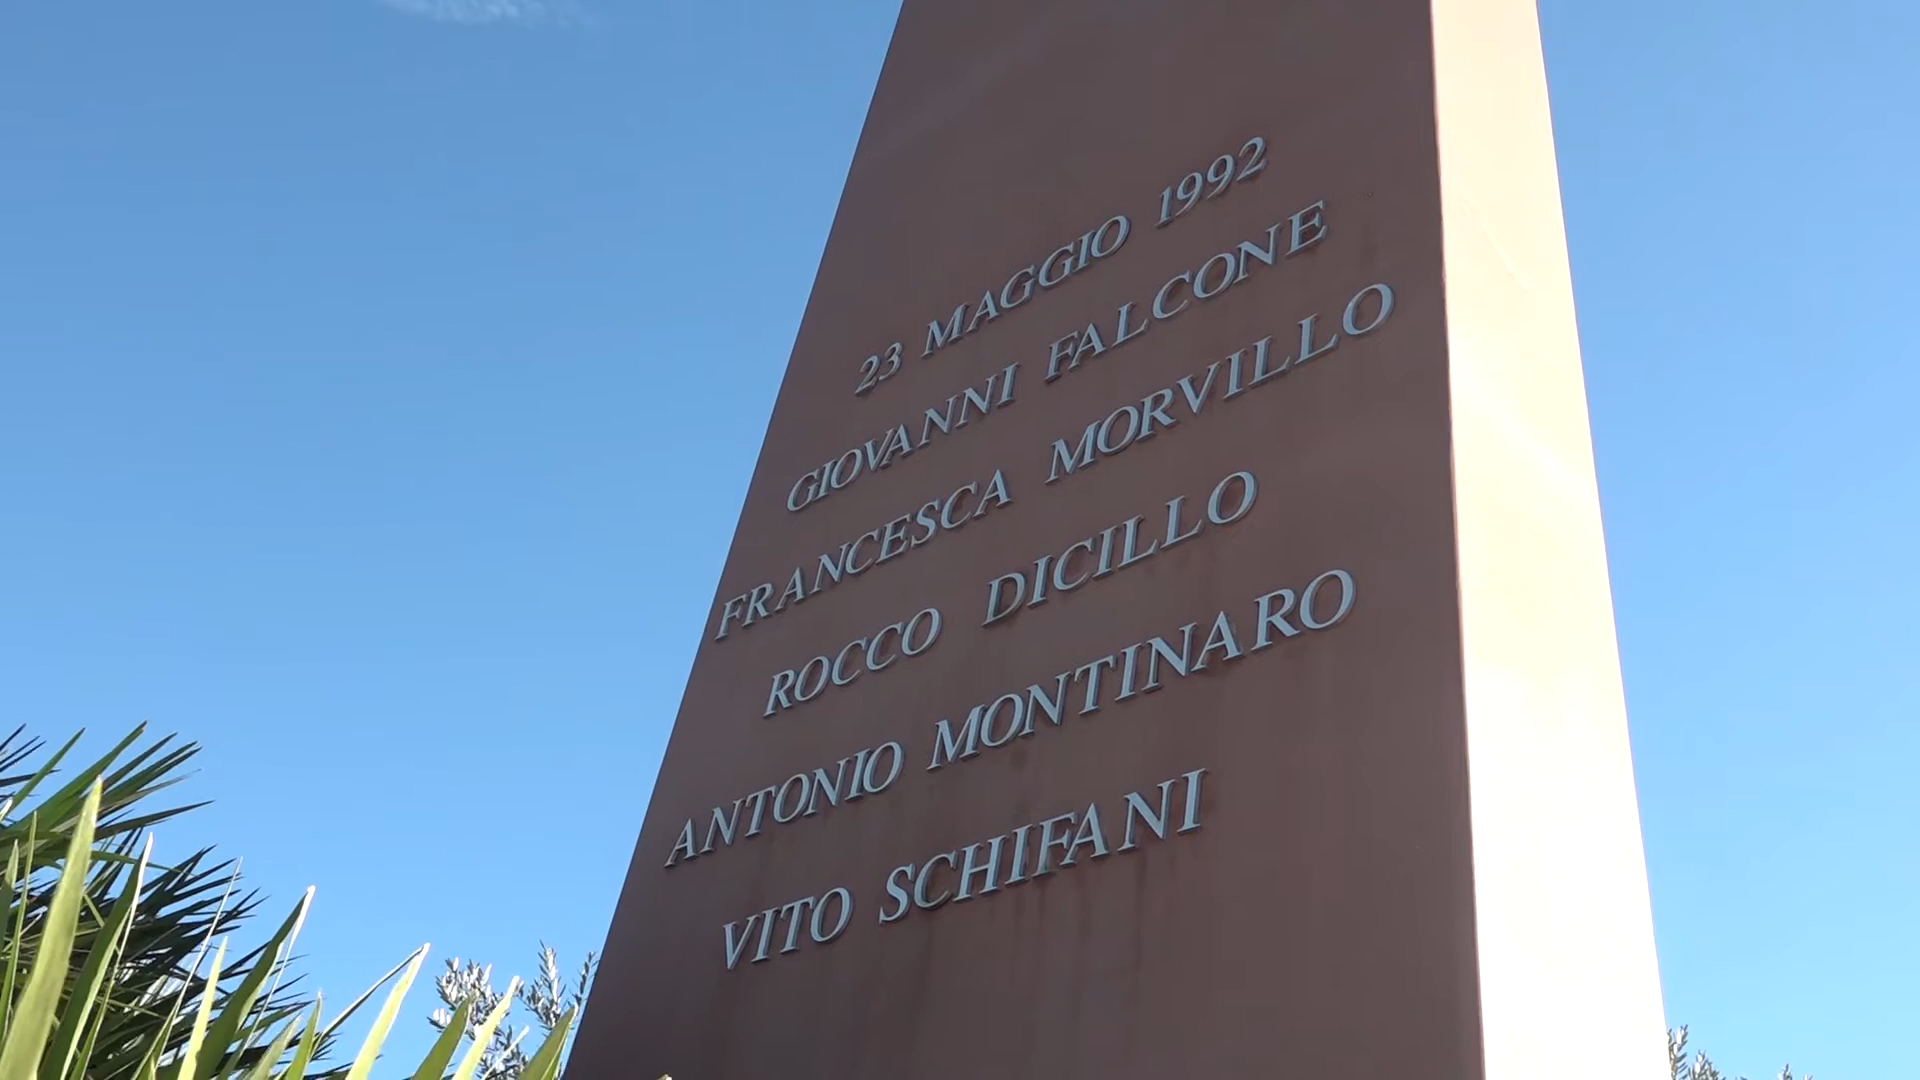 23 MAGGIO 1992
GIOVANNI FALCONE
FRANCESCA MORVILLO
ROCCO DICILLO
ANTONIO MONTINARO
VITO SCHIFANI